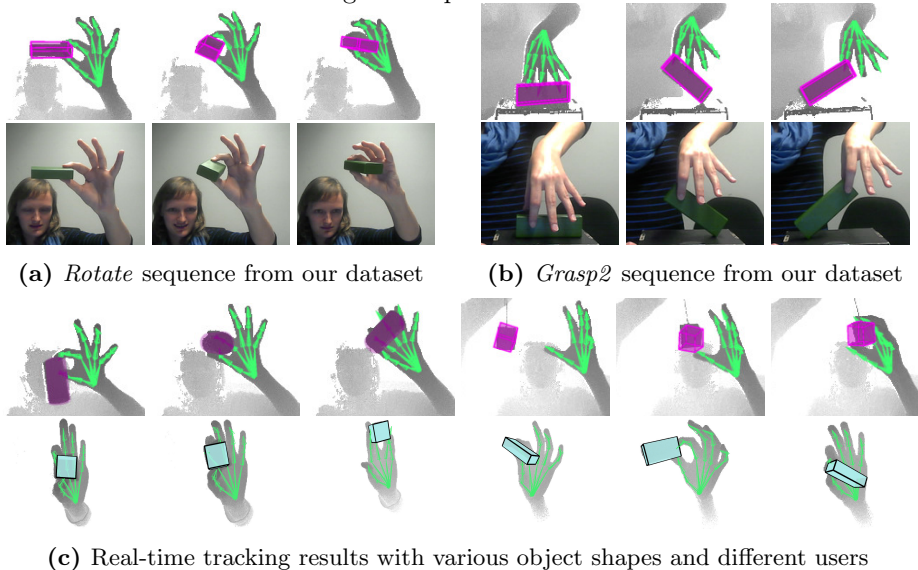 (a) Rotate sequence from our dataset
(b) Grasp2 sequence from our dataset
(c) Real-time tracking results with various object shapes and different users